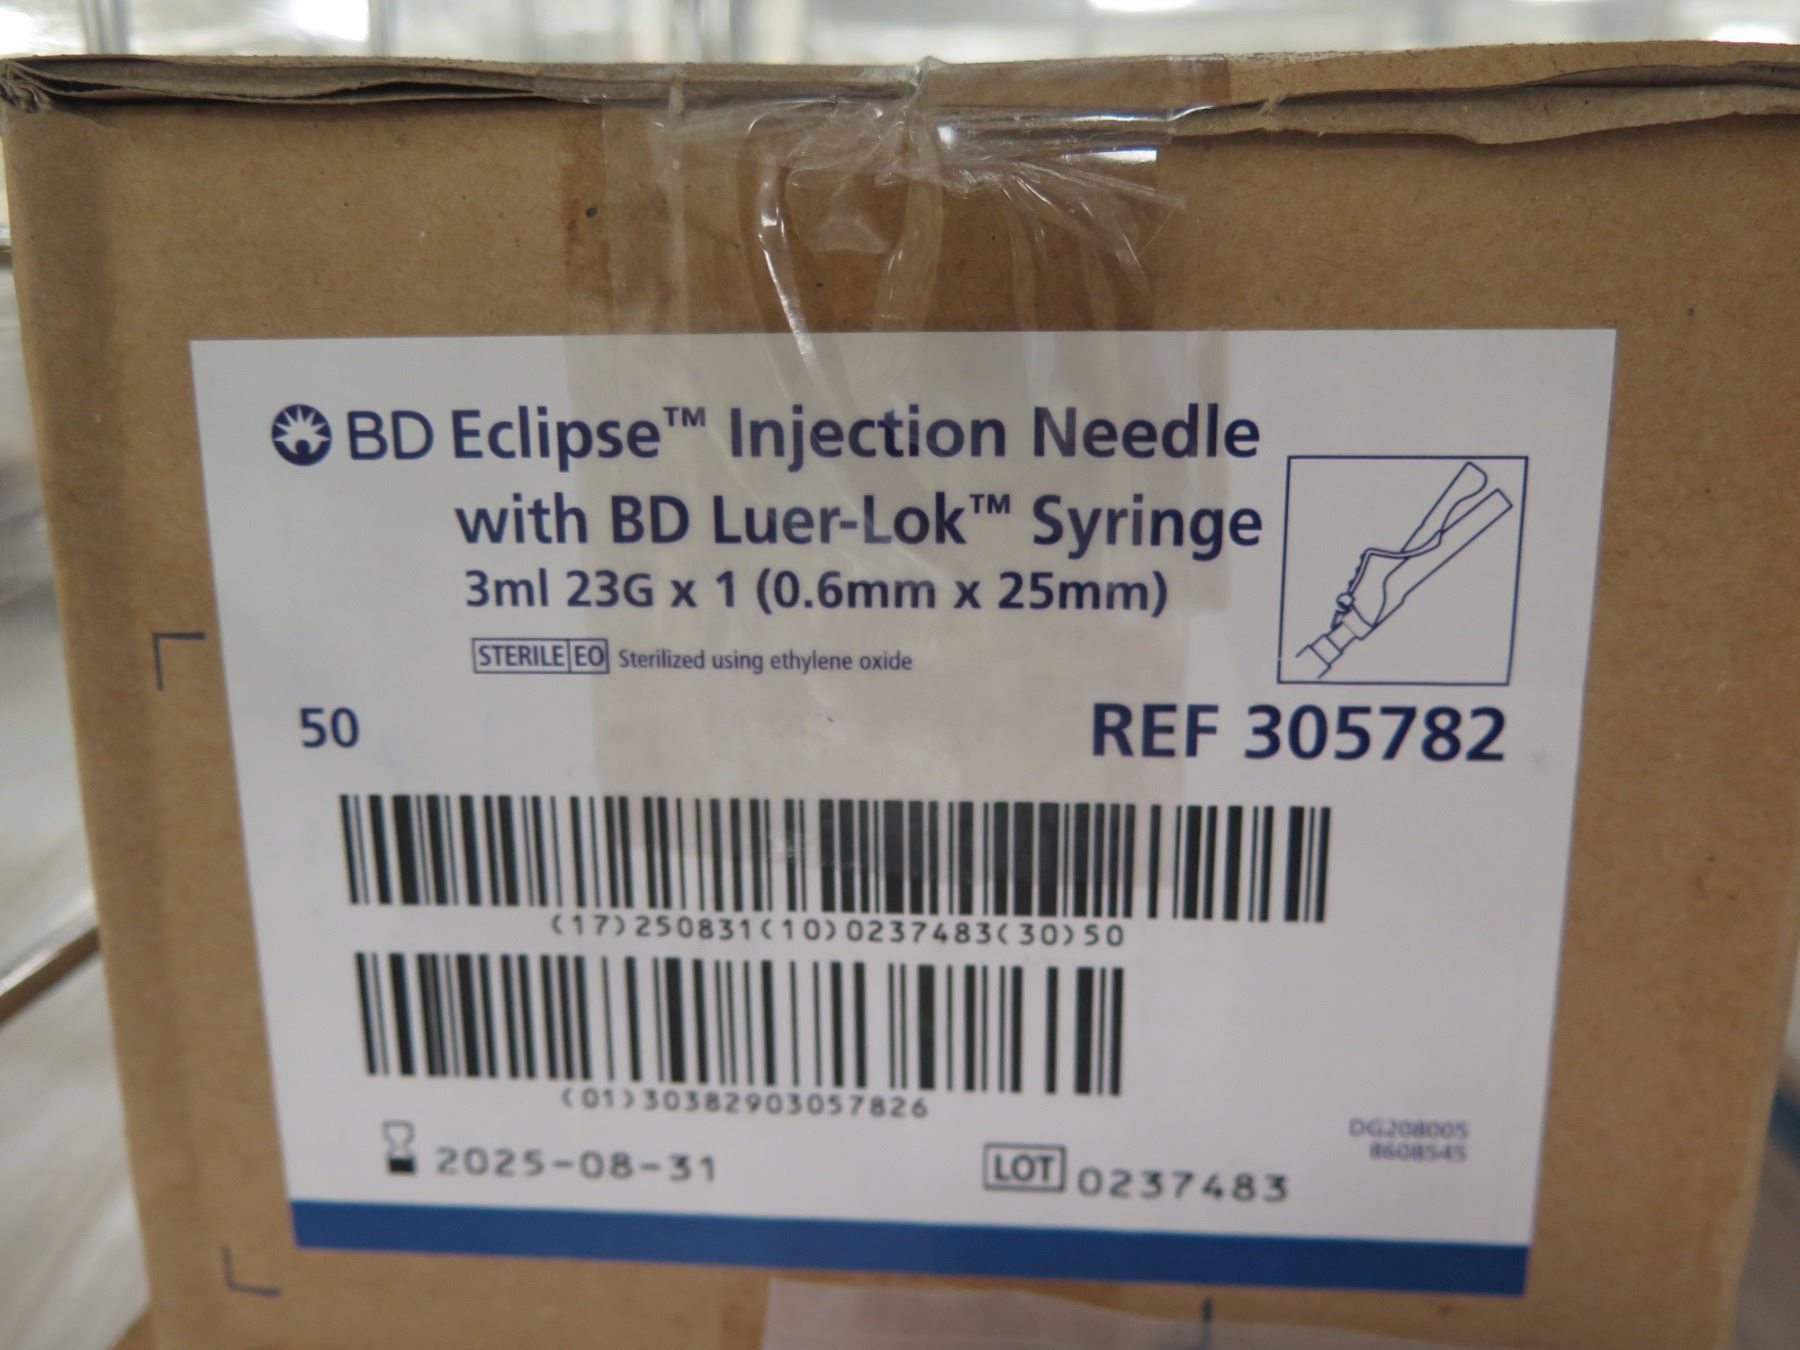 BD Eclipse™ Injection Needle
with BD Luer-Lok™ Syringe
3ml 23G x 1 (0.6mm x 25mm)
STERILE EO Sterilized using ethylene oxide
50
REF 305782
(17)250831(10)0237483(30)50
(01)30382903057826
2025-08-31
LOT 0237483
DG208005
8608545